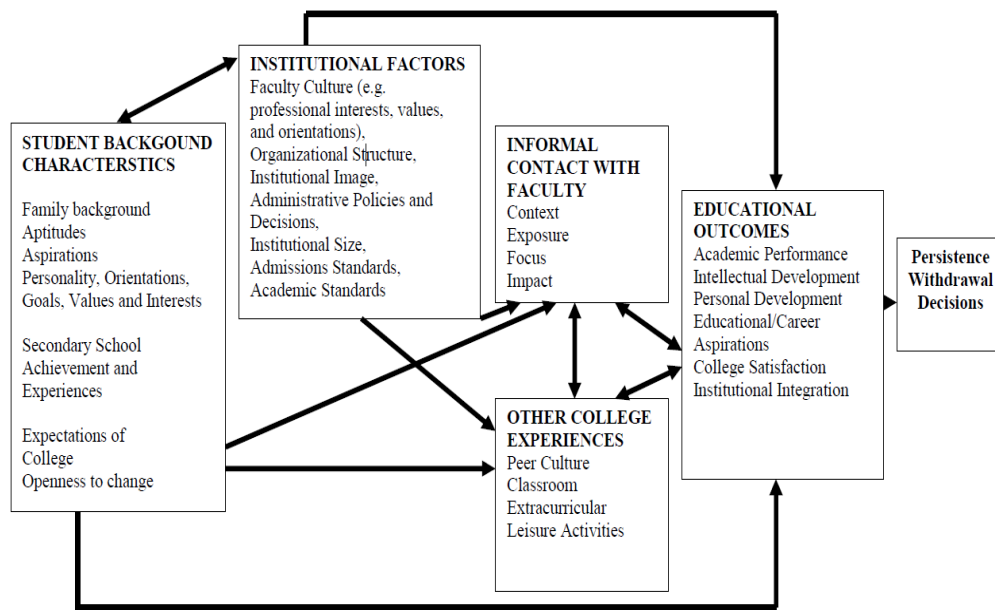 INSTITUTIONAL FACTORS
Faculty Culture (e.g.
professional interests, values,
and orientations),
Organizational Structure,
Institutional Image,
Administrative Policies and
Decisions,
Institutional Size,
Admissions Standards,
Academic Standards
STUDENT BACKGOUND
CHARACTERSTICS
Family background
Aptitudes
Aspirations
Personality, Orientations,
Goals, Values and Interests
Secondary School
Achievement and
Experiences
Expectations of
College
Openness to change
INFORMAL
CONTACT WITH
FACULTY
Context
Exposure
Focus
Impact
OTHER COLLEGE
EXPERIENCES
Peer Culture
Classroom
Extracurricular
Leisure Activities
EDUCATIONAL
OUTCOMES
Academic Performance
Intellectual Development
Personal Development
Educational/Career
Aspirations
College Satisfaction
Institutional Integration
Persistence
Withdrawal
Decisions